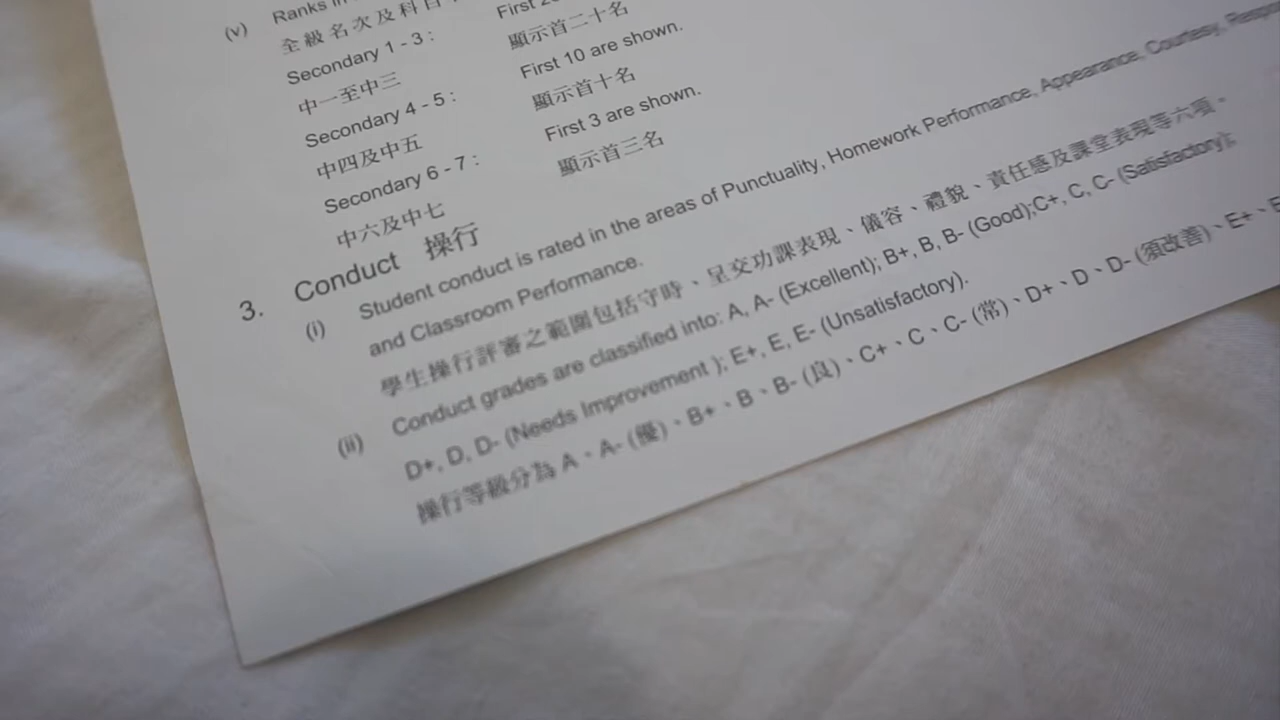 (v) Ranks in
全級名次及科目
Secondary 1 - 3 : First
中一至中三 顯示首二十名
Secondary 4 - 5 : First 10 are shown.
中四及中五 顯示首十名
Secondary 6 - 7 : First 3 are shown.
中六及中七 顯示首三名
3. Conduct 操行
(i) Student conduct is rated in the areas of Punctuality, Homework Performance, Appearance, Courtesy,
and Classroom Performance.
學生操行評審之範圍包括守時、呈交功課表現、儀容、禮貌、責任感及課堂表現等六項。
(ii) Conduct grades are classified into: A, A- (Excellent); B+, B, B- (Good);C+, C, C- (Satisfactory);
D+, D, D- (Needs Improvement ); E+, E, E- (Unsatisfactory).
操行等級分為 A、A- (優)、B+、B、B- (良)、C+、C、C- (常)、D+、D、D- (須改善)、E+、